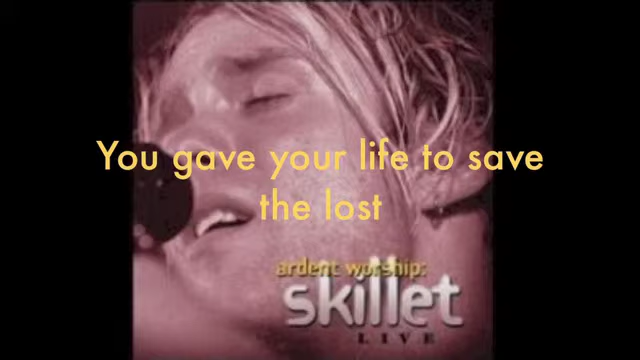 You gave your life to save
the lost
ardent worship:
skillet
LIVE